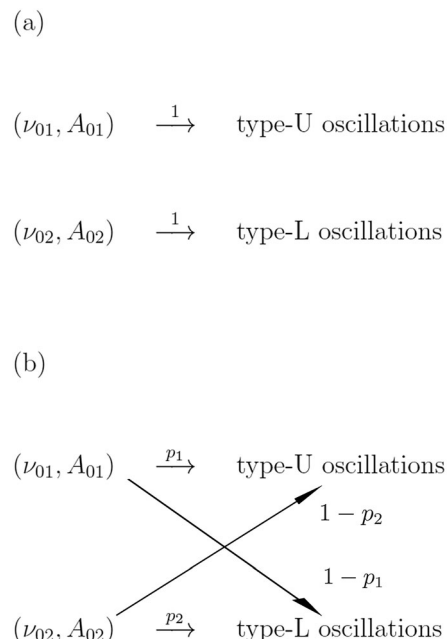 (a)
(ν₀₁, A₀₁) 1⟶ type-U oscillations
(ν₀₂, A₀₂) 1⟶ type-L oscillations
(b)
(ν₀₁, A₀₁) p₁⟶ type-U oscillations
1 − p₂
1 − p₁
(ν₀₂, A₀₂) p₂⟶ type-L oscillations